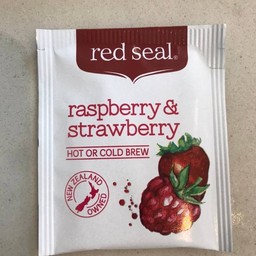 red seal®
raspberry &
strawberry
HOT OR COLD BREW
NEW ZEALAND
OWNED